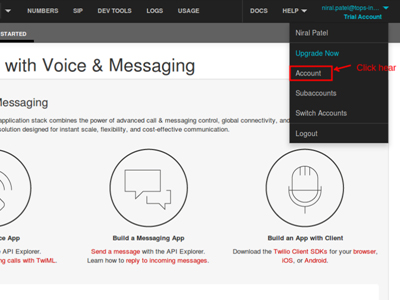 NUMBERS SIP DEV TOOLS LOGS USAGE DOCS HELP niral.patel@tops-in...
Trial Account
STARTED
Niral Patel
Upgrade Now
Account
Click hear
Subaccounts
Switch Accounts
Logout
with Voice & Messaging
Messaging
application stack combines the power of advanced call & messaging control, global connectivity, and
solution designed for instant scale, flexibility, and cost-effective communication.
ce App
API Explorer.
ng calls with TwiML.
Build a Messaging App
Send a message with the API Explorer.
Learn how to reply to incoming messages.
Build an App with Client
Download the Twilio Client SDKs for your browser,
iOS, or Android.